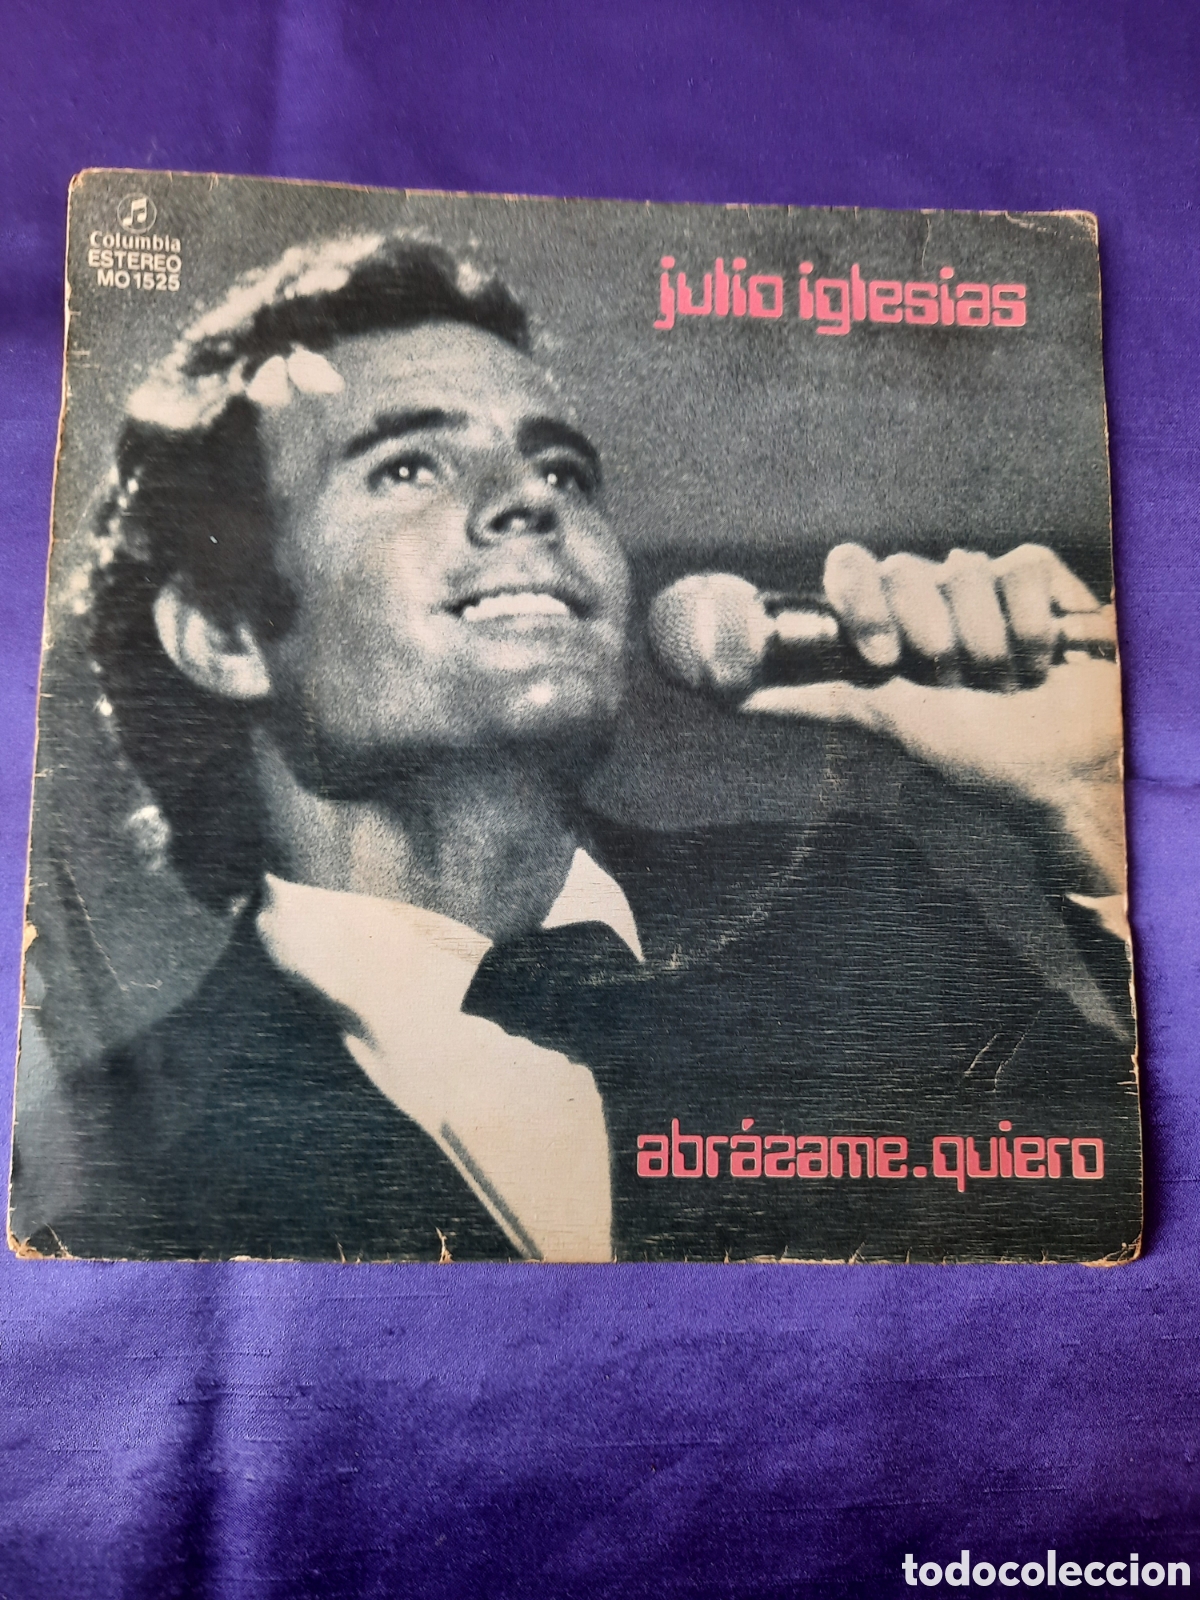 Columbia
ESTEREO
MO 1525
julio iglesias
abrázame.quiero
todocoleccion